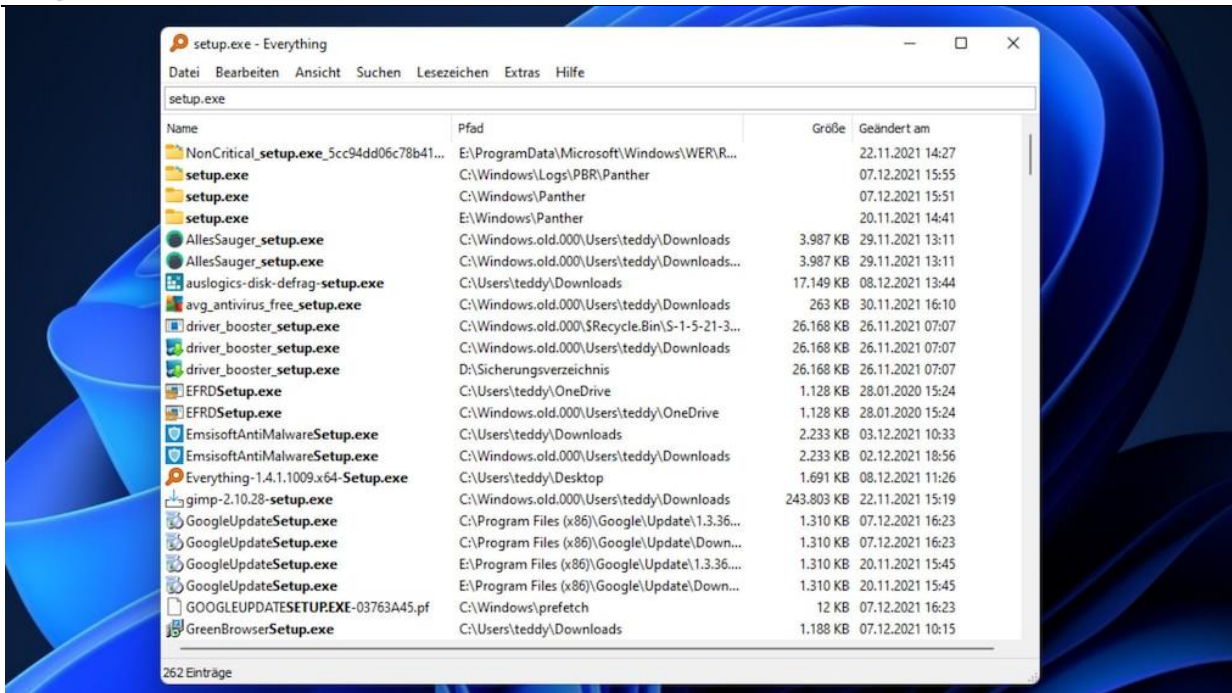 setup.exe - Everything
Datei Bearbeiten Ansicht Suchen Lesezeichen Extras Hilfe
setup.exe
Name Pfad Größe Geändert am
NonCritical_setup.exe_5cc94dd06c78b41... E:\ProgramData\Microsoft\Windows\WER\R... 22.11.2021 14:27
setup.exe C:\Windows\Logs\PBR\Panther 07.12.2021 15:55
setup.exe C:\Windows\Panther 07.12.2021 15:51
setup.exe E:\Windows\Panther 20.11.2021 14:41
AllesSauger_setup.exe C:\Windows.old.000\Users\teddy\Downloads 3.987 KB 29.11.2021 13:11
AllesSauger_setup.exe C:\Windows.old.000\Users\teddy\Downloads... 3.987 KB 29.11.2021 13:11
auslogics-disk-defrag-setup.exe C:\Users\teddy\Downloads 17.149 KB 08.12.2021 13:44
avg_antivirus_free_setup.exe C:\Windows.old.000\Users\teddy\Downloads 263 KB 30.11.2021 16:10
driver_booster_setup.exe C:\Windows.old.000\$Recycle.Bin\S-1-5-21-3... 26.168 KB 26.11.2021 07:07
driver_booster_setup.exe C:\Windows.old.000\Users\teddy\Downloads 26.168 KB 26.11.2021 07:07
driver_booster_setup.exe D:\Sicherungsverzeichnis 26.168 KB 26.11.2021 07:07
EFRDSetup.exe C:\Users\teddy\OneDrive 1.128 KB 28.01.2020 15:24
EFRDSetup.exe C:\Windows.old.000\Users\teddy\OneDrive 1.128 KB 28.01.2020 15:24
EmsisoftAntiMalwareSetup.exe C:\Users\teddy\Downloads 2.233 KB 03.12.2021 10:33
EmsisoftAntiMalwareSetup.exe C:\Windows.old.000\Users\teddy\Downloads 2.233 KB 02.12.2021 18:56
Everything-1.4.1.1009.x64-Setup.exe C:\Users\teddy\Desktop 1.691 KB 08.12.2021 11:26
gimp-2.10.28-setup.exe C:\Windows.old.000\Users\teddy\Downloads 243.803 KB 22.11.2021 15:19
GoogleUpdateSetup.exe C:\Program Files (x86)\Google\Update\1.3.36... 1.310 KB 07.12.2021 16:23
GoogleUpdateSetup.exe C:\Program Files (x86)\Google\Update\Down... 1.310 KB 07.12.2021 16:23
GoogleUpdateSetup.exe E:\Program Files (x86)\Google\Update\1.3.36.... 1.310 KB 20.11.2021 15:45
GoogleUpdateSetup.exe E:\Program Files (x86)\Google\Update\Down... 1.310 KB 20.11.2021 15:45
GOOGLEUPDATESETUP.EXE-03763A45.pf C:\Windows\prefetch 12 KB 07.12.2021 16:23
GreenBrowserSetup.exe C:\Users\teddy\Downloads 1.188 KB 07.12.2021 10:15
262 Einträge